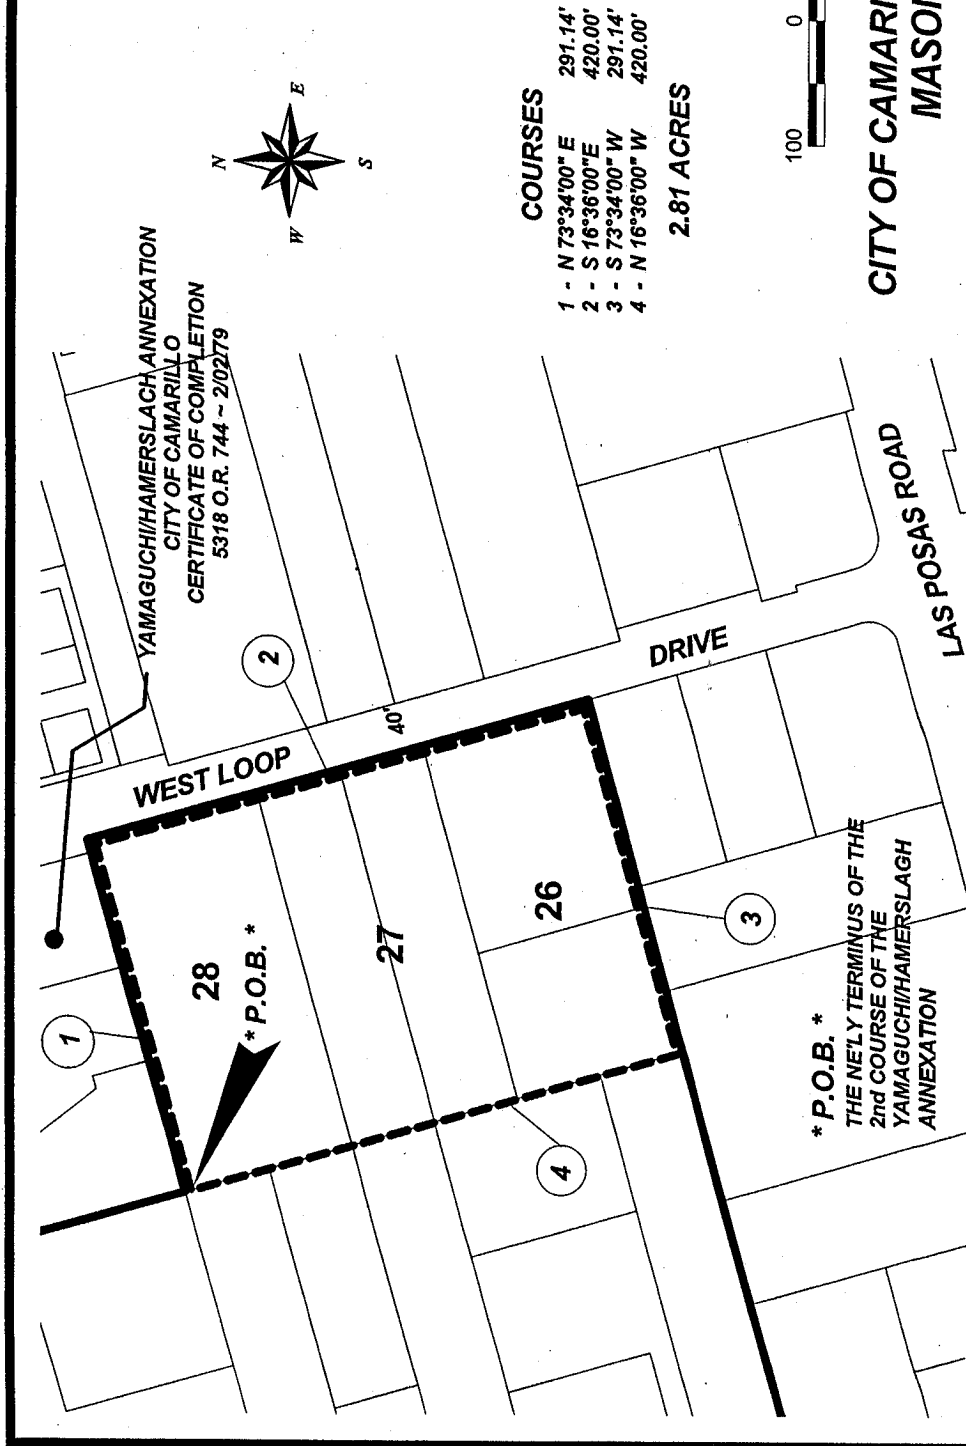 YAMAGUCHI/HAMERSLACH ANNEXATION
CITY OF CAMARILLO
CERTIFICATE OF COMPLETION
5318 O.R. 744 ~ 2/02/79
N
E
S
W
COURSES
1 - N 73°34'00" E 291.14'
2 - S 16°36'00"E 420.00'
3 - S 73°34'00" W 291.14'
4 - N 16°36'00" W 420.00'
2.81 ACRES
100 0
CITY OF CAMARI
MASON
WEST LOOP
DRIVE
40'
LAS POSAS ROAD
1
2
3
4
28
27
26
* P.O.B. *
* P.O.B. *
THE NE'LY TERMINUS OF THE
2nd COURSE OF THE
YAMAGUCHI/HAMERSLAGH
ANNEXATION